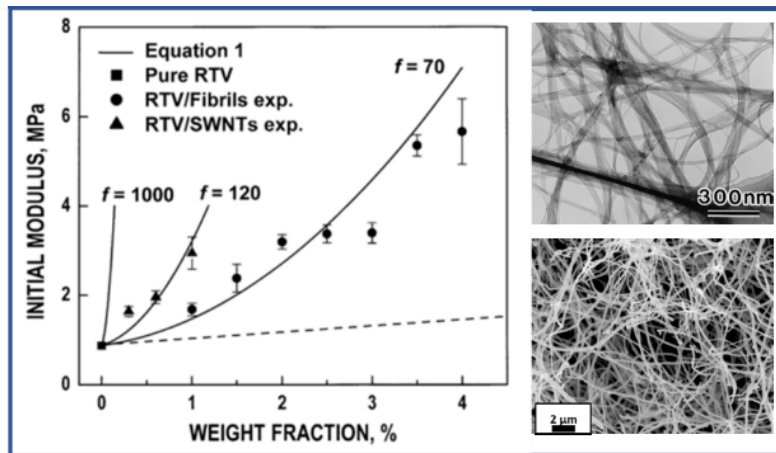 8
6
4
2
0
INITIAL MODULUS, MPa
Equation 1
Pure RTV
RTV/Fibrils exp.
RTV/SWNTs exp.
f = 70
f = 1000
f = 120
0
1
2
3
4
WEIGHT FRACTION, %
300nm
2 μm